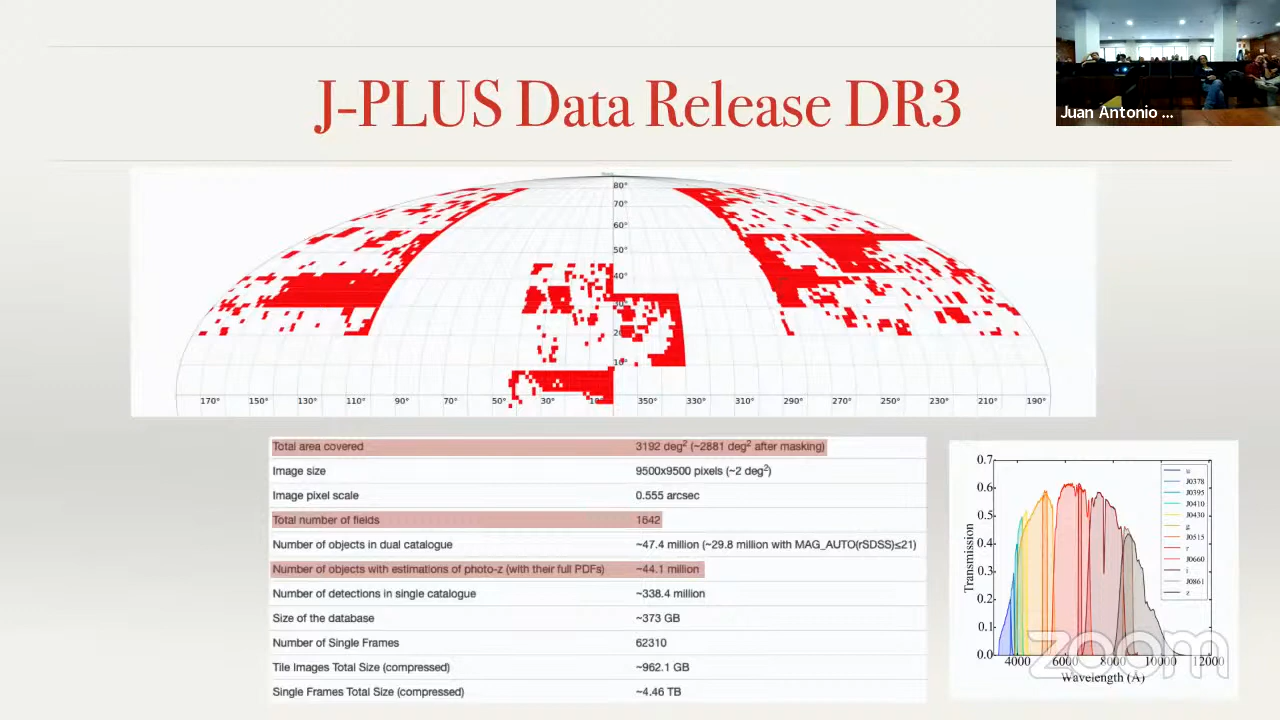 J-PLUS Data Release DR3
Juan Antonio ...
80°
70°
60°
50°
40°
30°
10°
170° 150° 130° 110° 90° 70° 50° 30° 10° 350° 330° 310° 290° 270° 250° 230° 210° 190°
Total area covered 3192 deg² (~2881 deg² after masking)
Image size 9500x9500 pixels (~2 deg²)
Image pixel scale 0.555 arcsec
Total number of fields 1642
Number of objects in dual catalogue ~47.4 million (~29.8 million with MAG_AUTO(rSDSS)≤21)
Number of objects with estimations of photo-z (with their full PDFs) ~44.1 million
Number of detections in single catalogue ~338.4 million
Size of the database ~373 GB
Number of Single Frames 62310
Tile Images Total Size (compressed) ~962.1 GB
Single Frames Total Size (compressed) ~4.46 TB
0.7
0.6
0.5
0.4
0.3
0.2
0.1
0.0
Transmission
u
J0378
J0395
J0410
J0430
g
J0515
r
J0660
i
J0861
z
4000 6000 8000 10000 12000
Wavelength (Å)
zoom